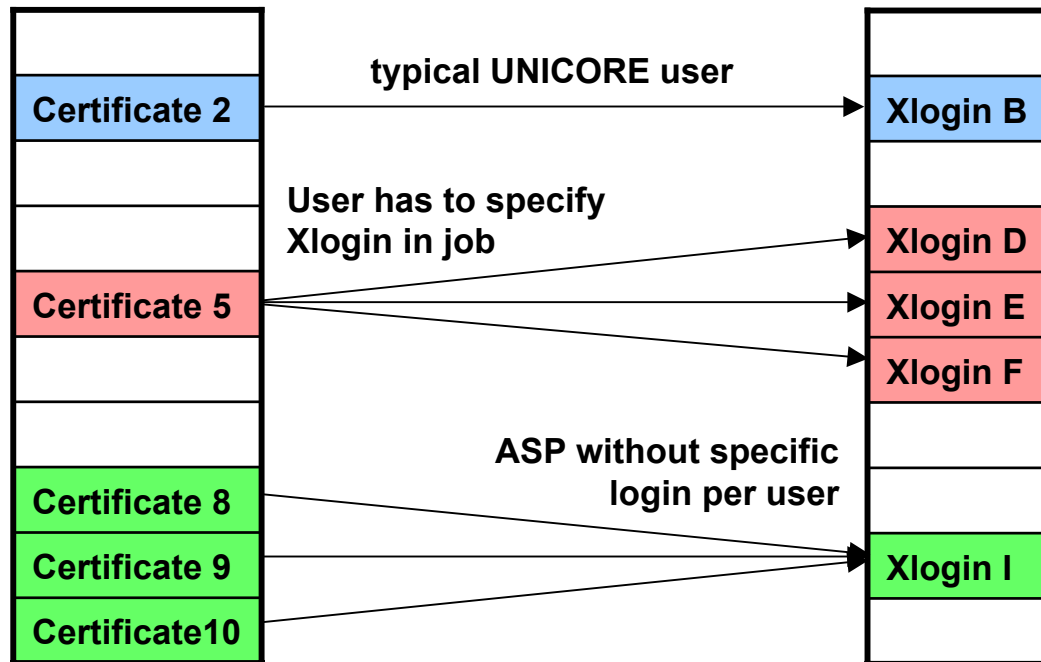 typical UNICORE user
Certificate 2
Xlogin B
User has to specify
Xlogin in job
Xlogin D
Certificate 5
Xlogin E
Xlogin F
ASP without specific
login per user
Certificate 8
Certificate 9
Xlogin I
Certificate10